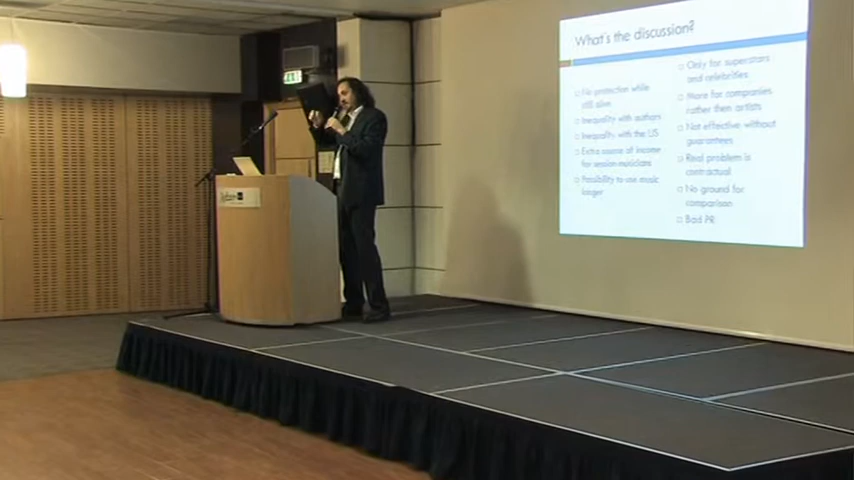 What's the discussion?
No protection while
still alive
Inequality with authors
Inequality with the US
Extra source of income
for session musicians
Possibility to use music
longer
Only for superstars
and celebrities
More for companies
rather then artists
Not effective without
guarantees
Real problem is
contractual
No ground for
comparison
Bad PR